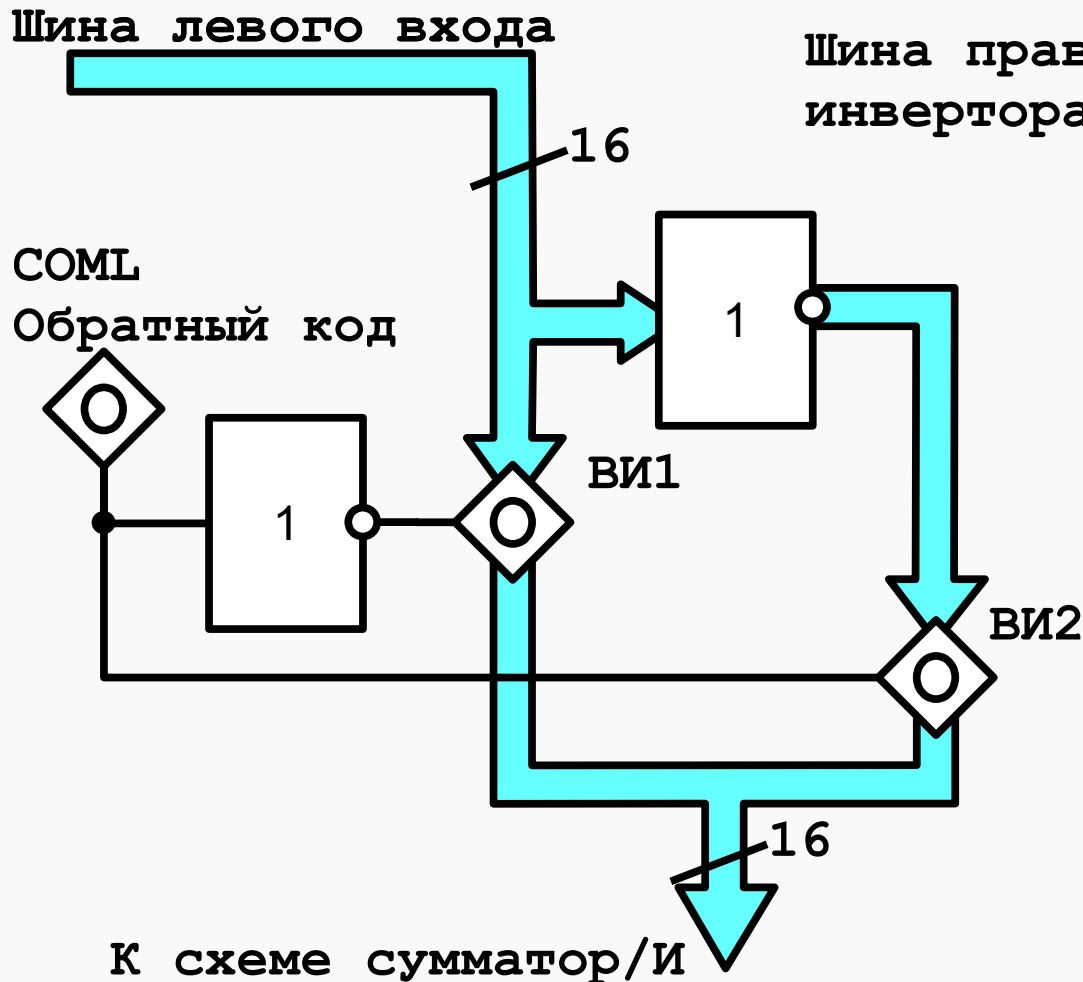 Шина левого входа
Шина прав
инвертора
16
COML
Обратный код
1
ВИ1
1
ВИ2
16
К схеме сумматор/И